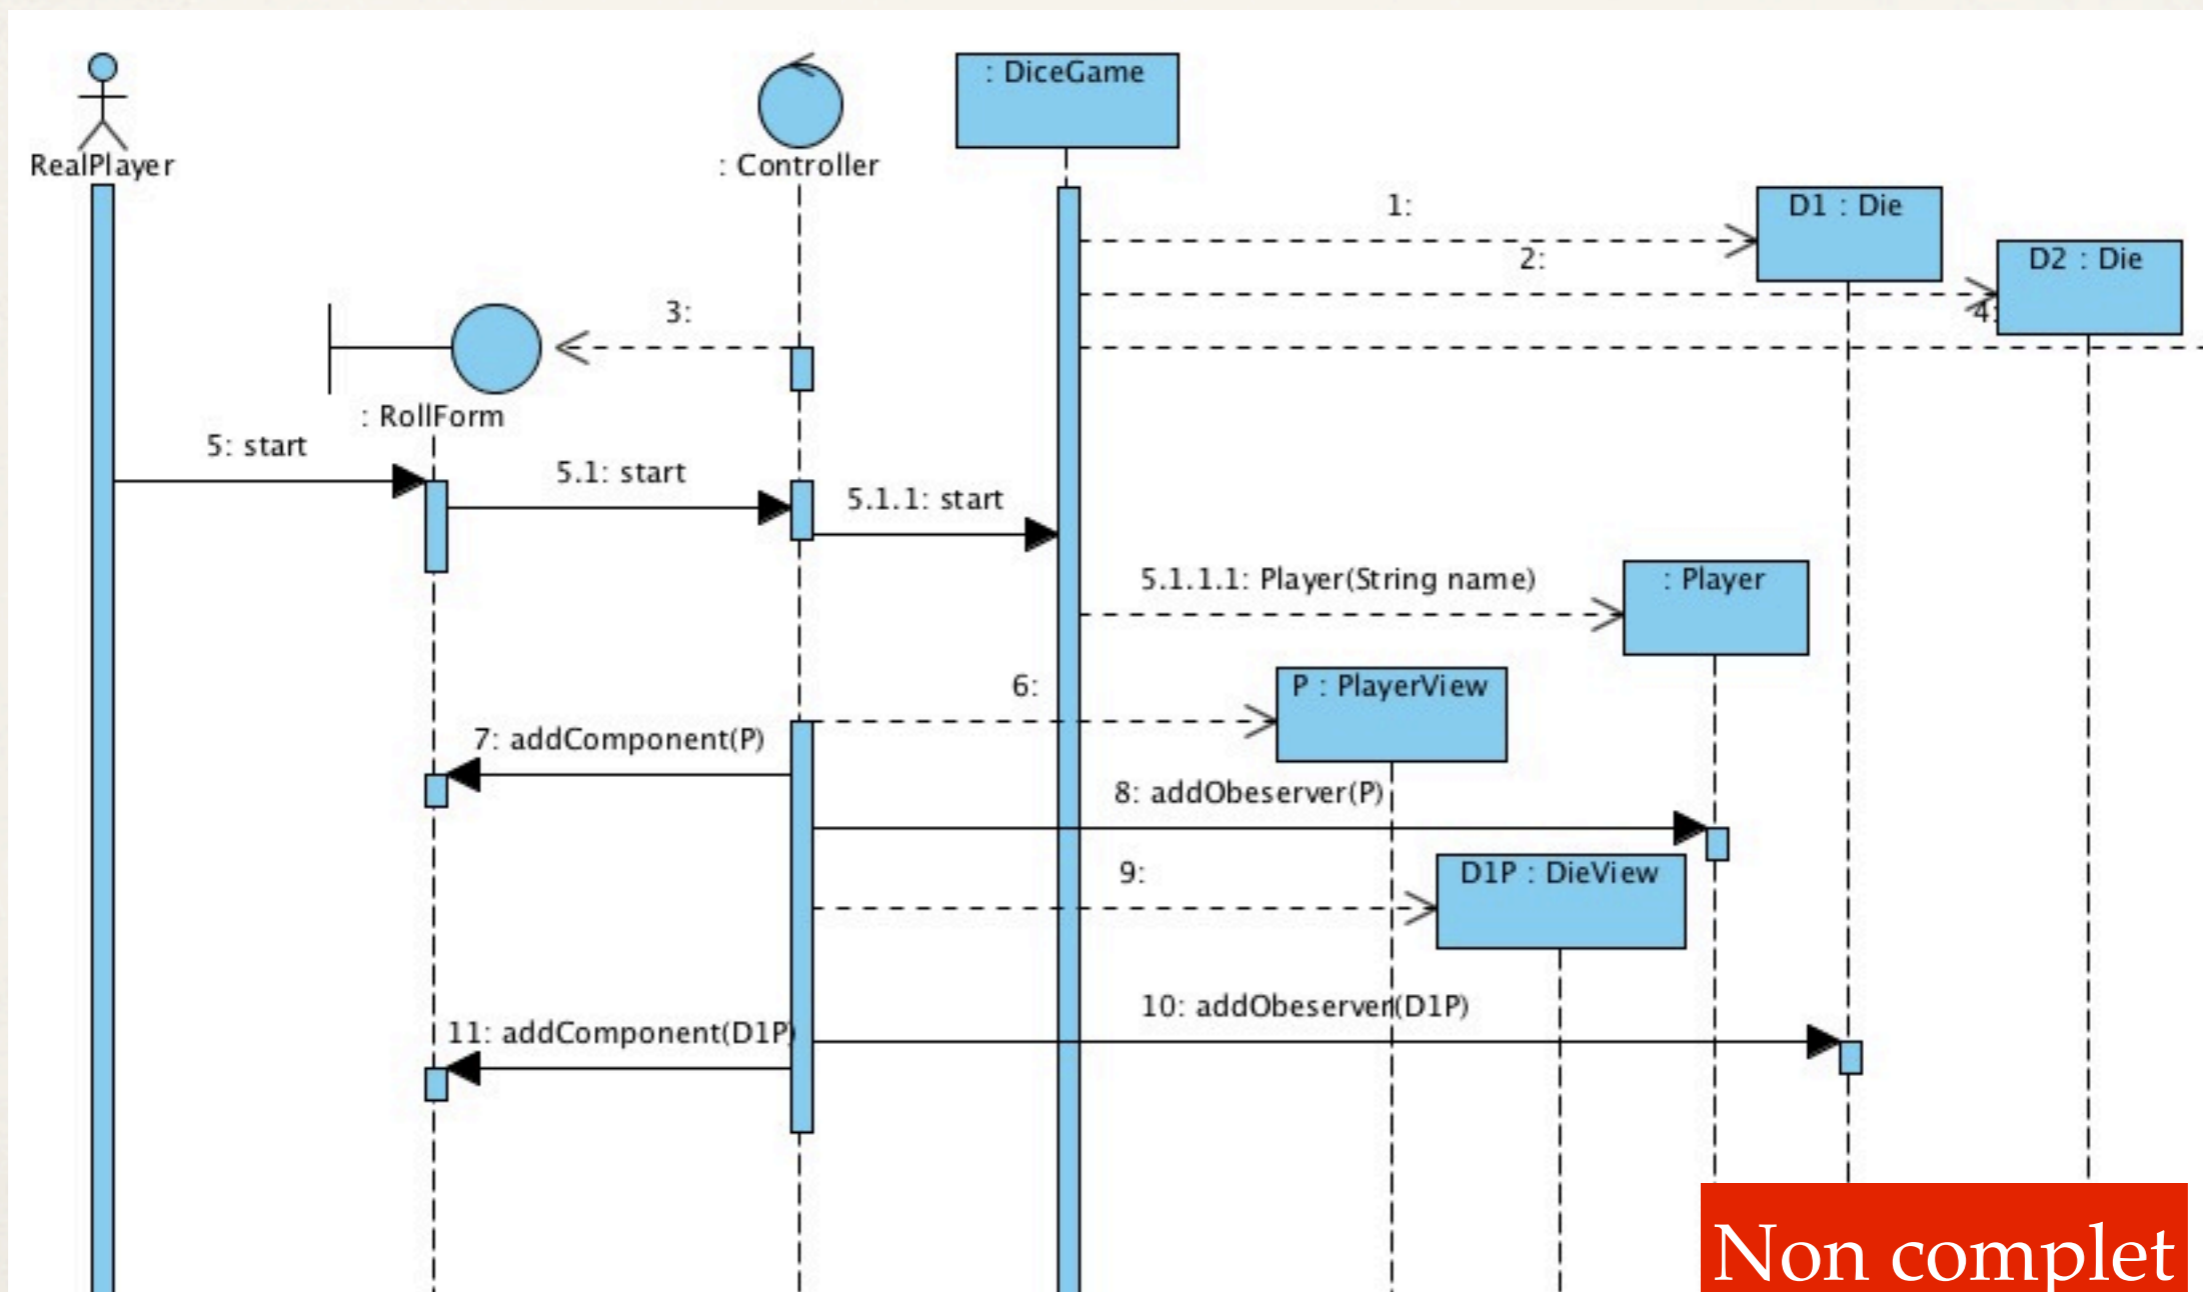 : DiceGame
RealPlayer
: Controller
1:
D1 : Die
2:
D2 : Die
3:
4:
: RollForm
5: start
5.1: start
5.1.1: start
5.1.1.1: Player(String name)
: Player
6:
P : PlayerView
7: addComponent(P)
8: addObeserver(P)
9:
D1P : DieView
10: addObeserver(D1P)
11: addComponent(D1P)
Non complet